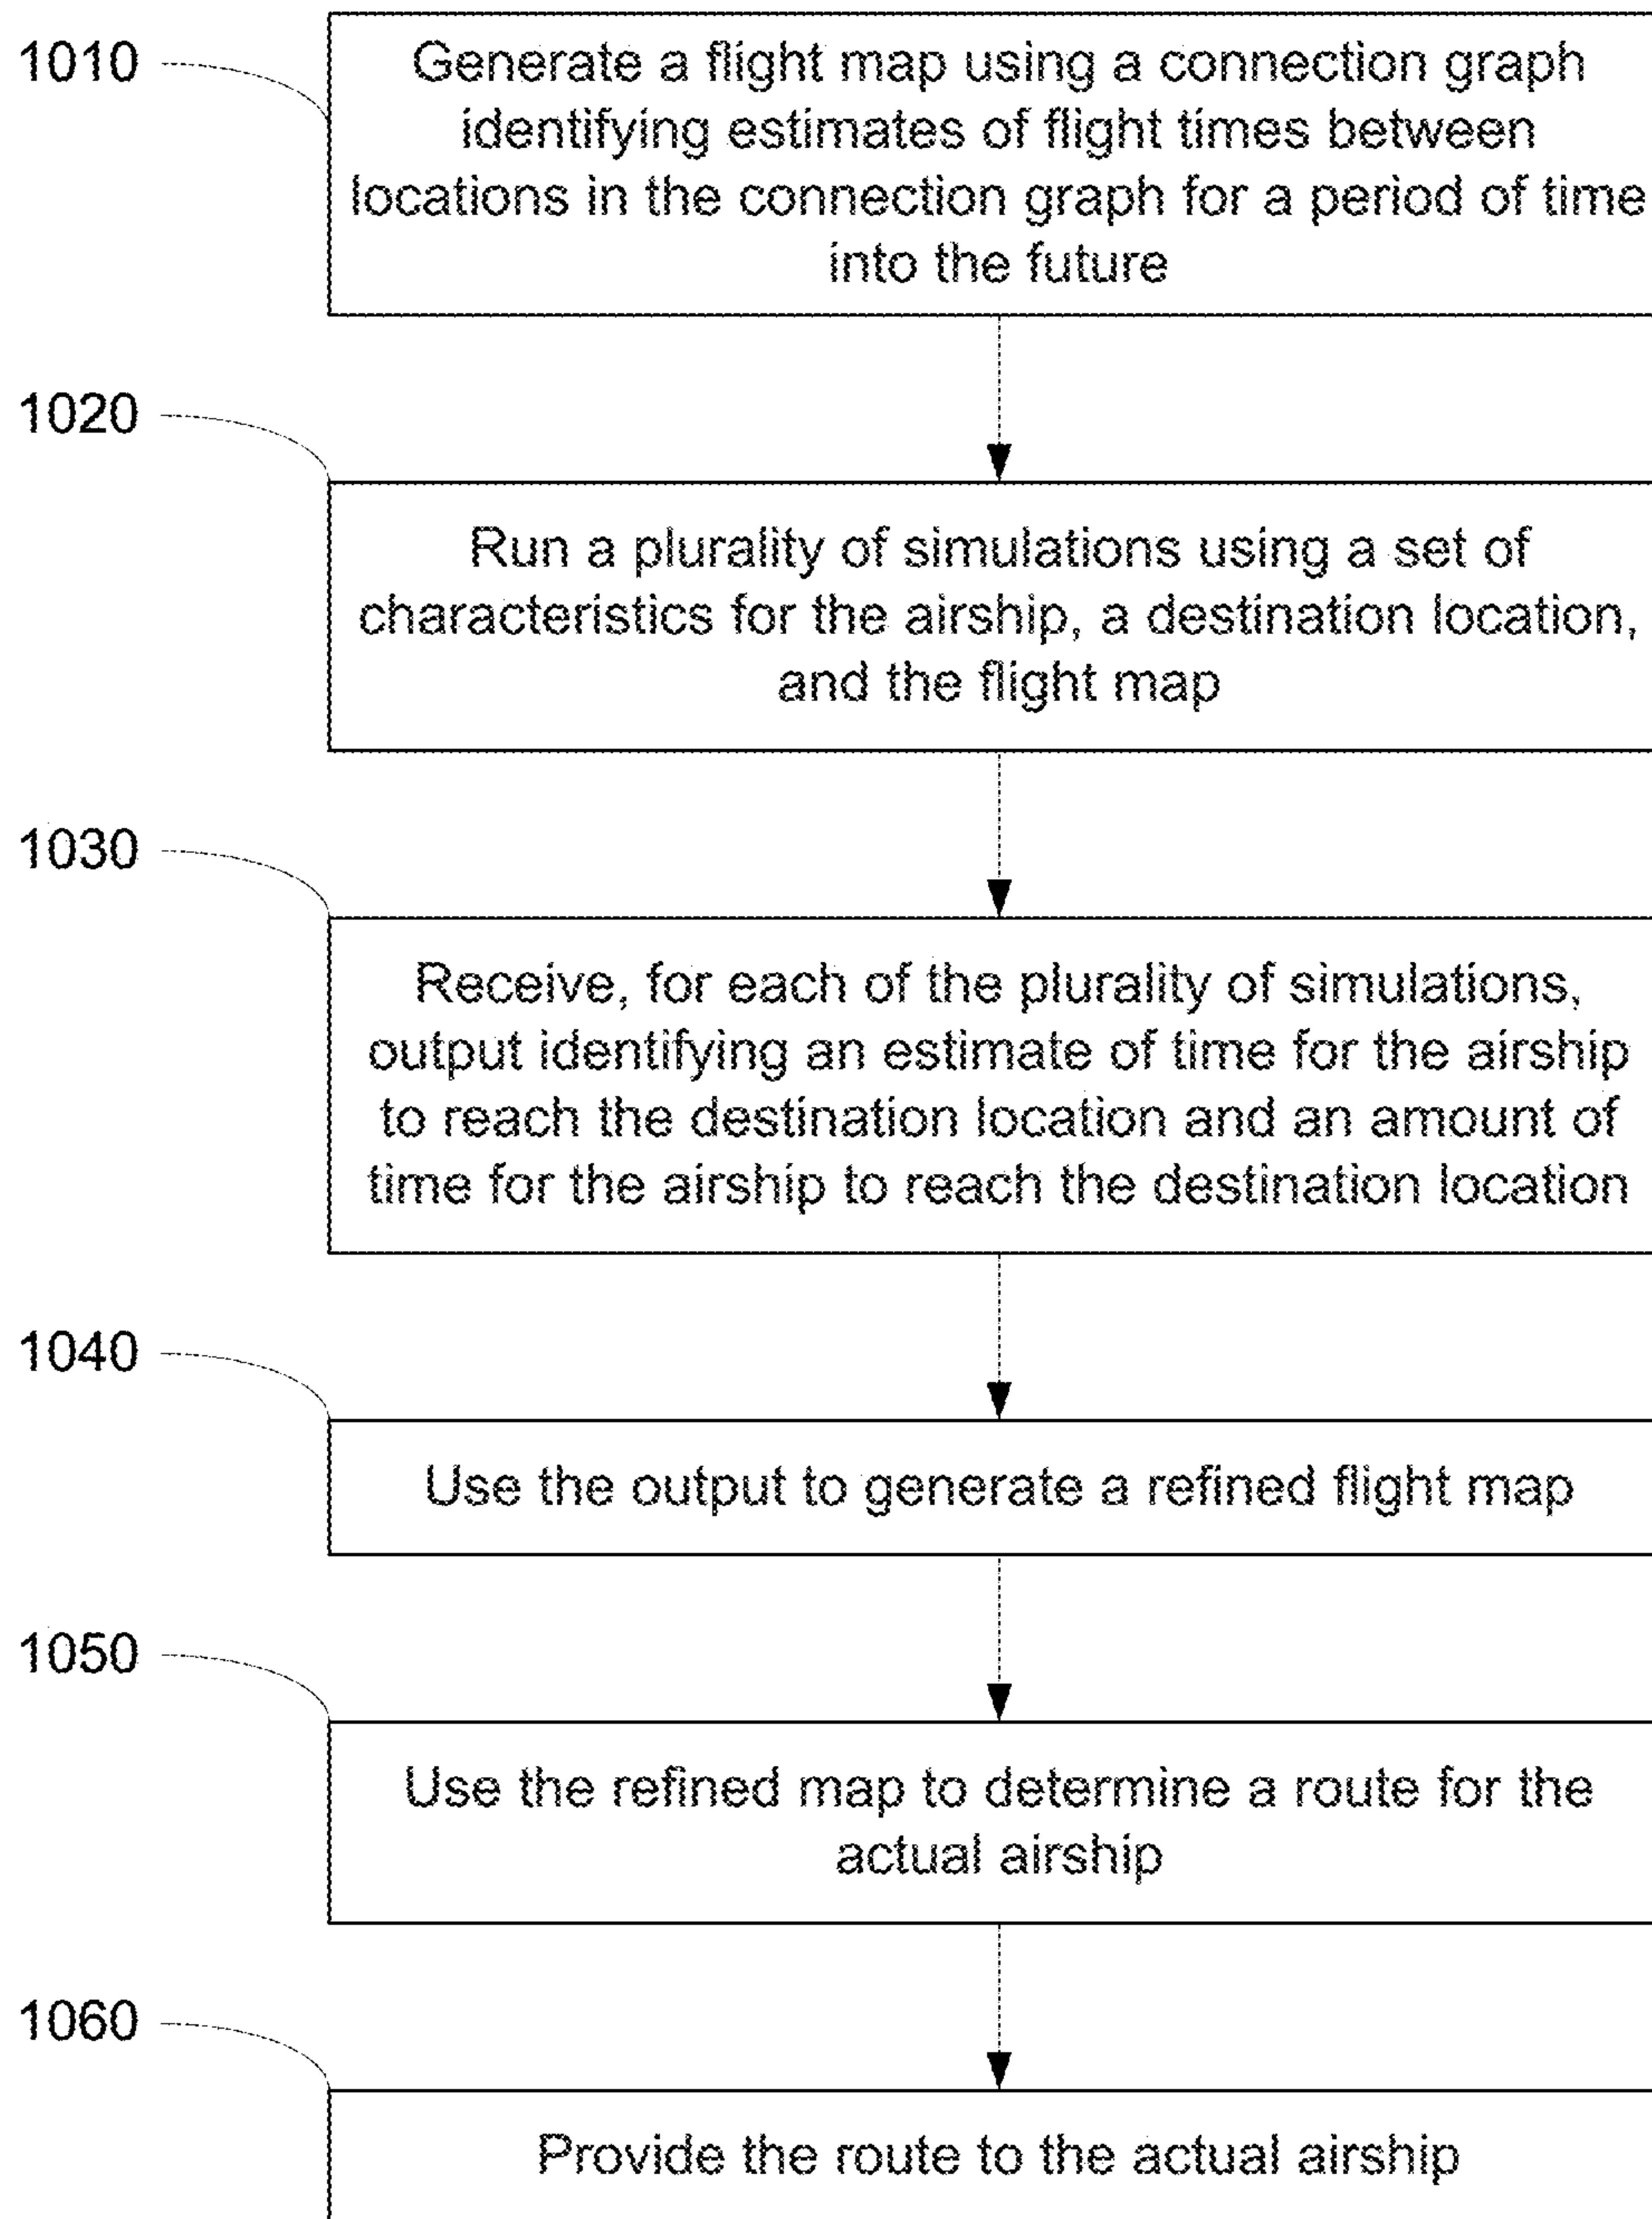 1010
Generate a flight map using a connection graph
identifying estimates of flight times between
locations in the connection graph for a period of time
into the future
1020
Run a plurality of simulations using a set of
characteristics for the airship, a destination location,
and the flight map
1030
Receive, for each of the plurality of simulations,
output identifying an estimate of time for the airship
to reach the destination location and an amount of
time for the airship to reach the destination location
1040
Use the output to generate a refined flight map
1050
Use the refined map to determine a route for the
actual airship
1060
Provide the route to the actual airship